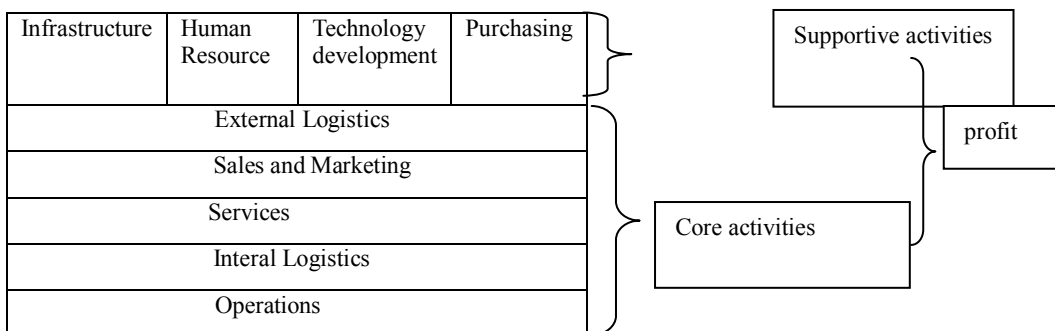 Infrastructure
Human
Resource
Technology
development
Purchasing
Supportive activities
profit
External Logistics
Sales and Marketing
Services
Interal Logistics
Operations
Core activities